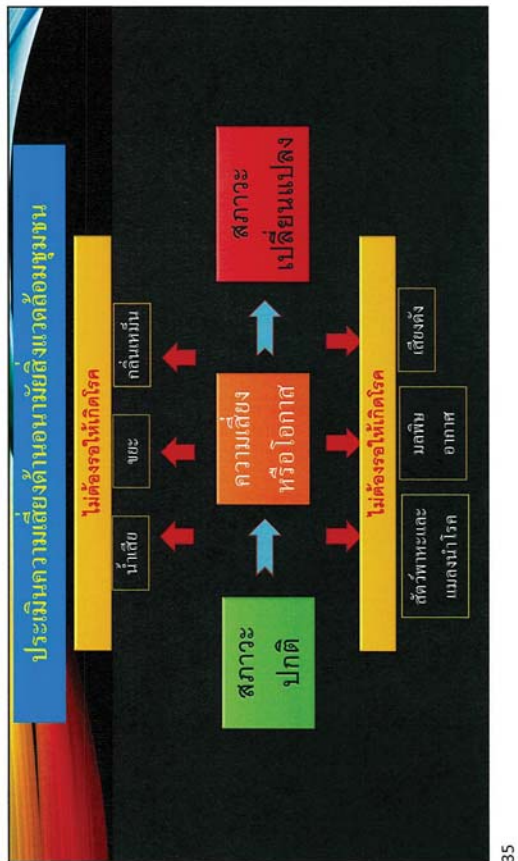 ประเมินความเสี่ยงด้านอนามัยสิ่งแวดล้อมชุมชน
ไม่ต้องรอให้เกิดโรค
น้ำเสีย
ขยะ
กลิ่นเหม็น
สภาวะ
ปกติ
ความเสี่ยง
หรือโอกาส
สภาวะ
เปลี่ยนแปลง
ไม่ต้องรอให้เกิดโรค
สัตว์พาหะและ
แมลงนำโรค
มลพิษ
อากาศ
เสียงดัง
35